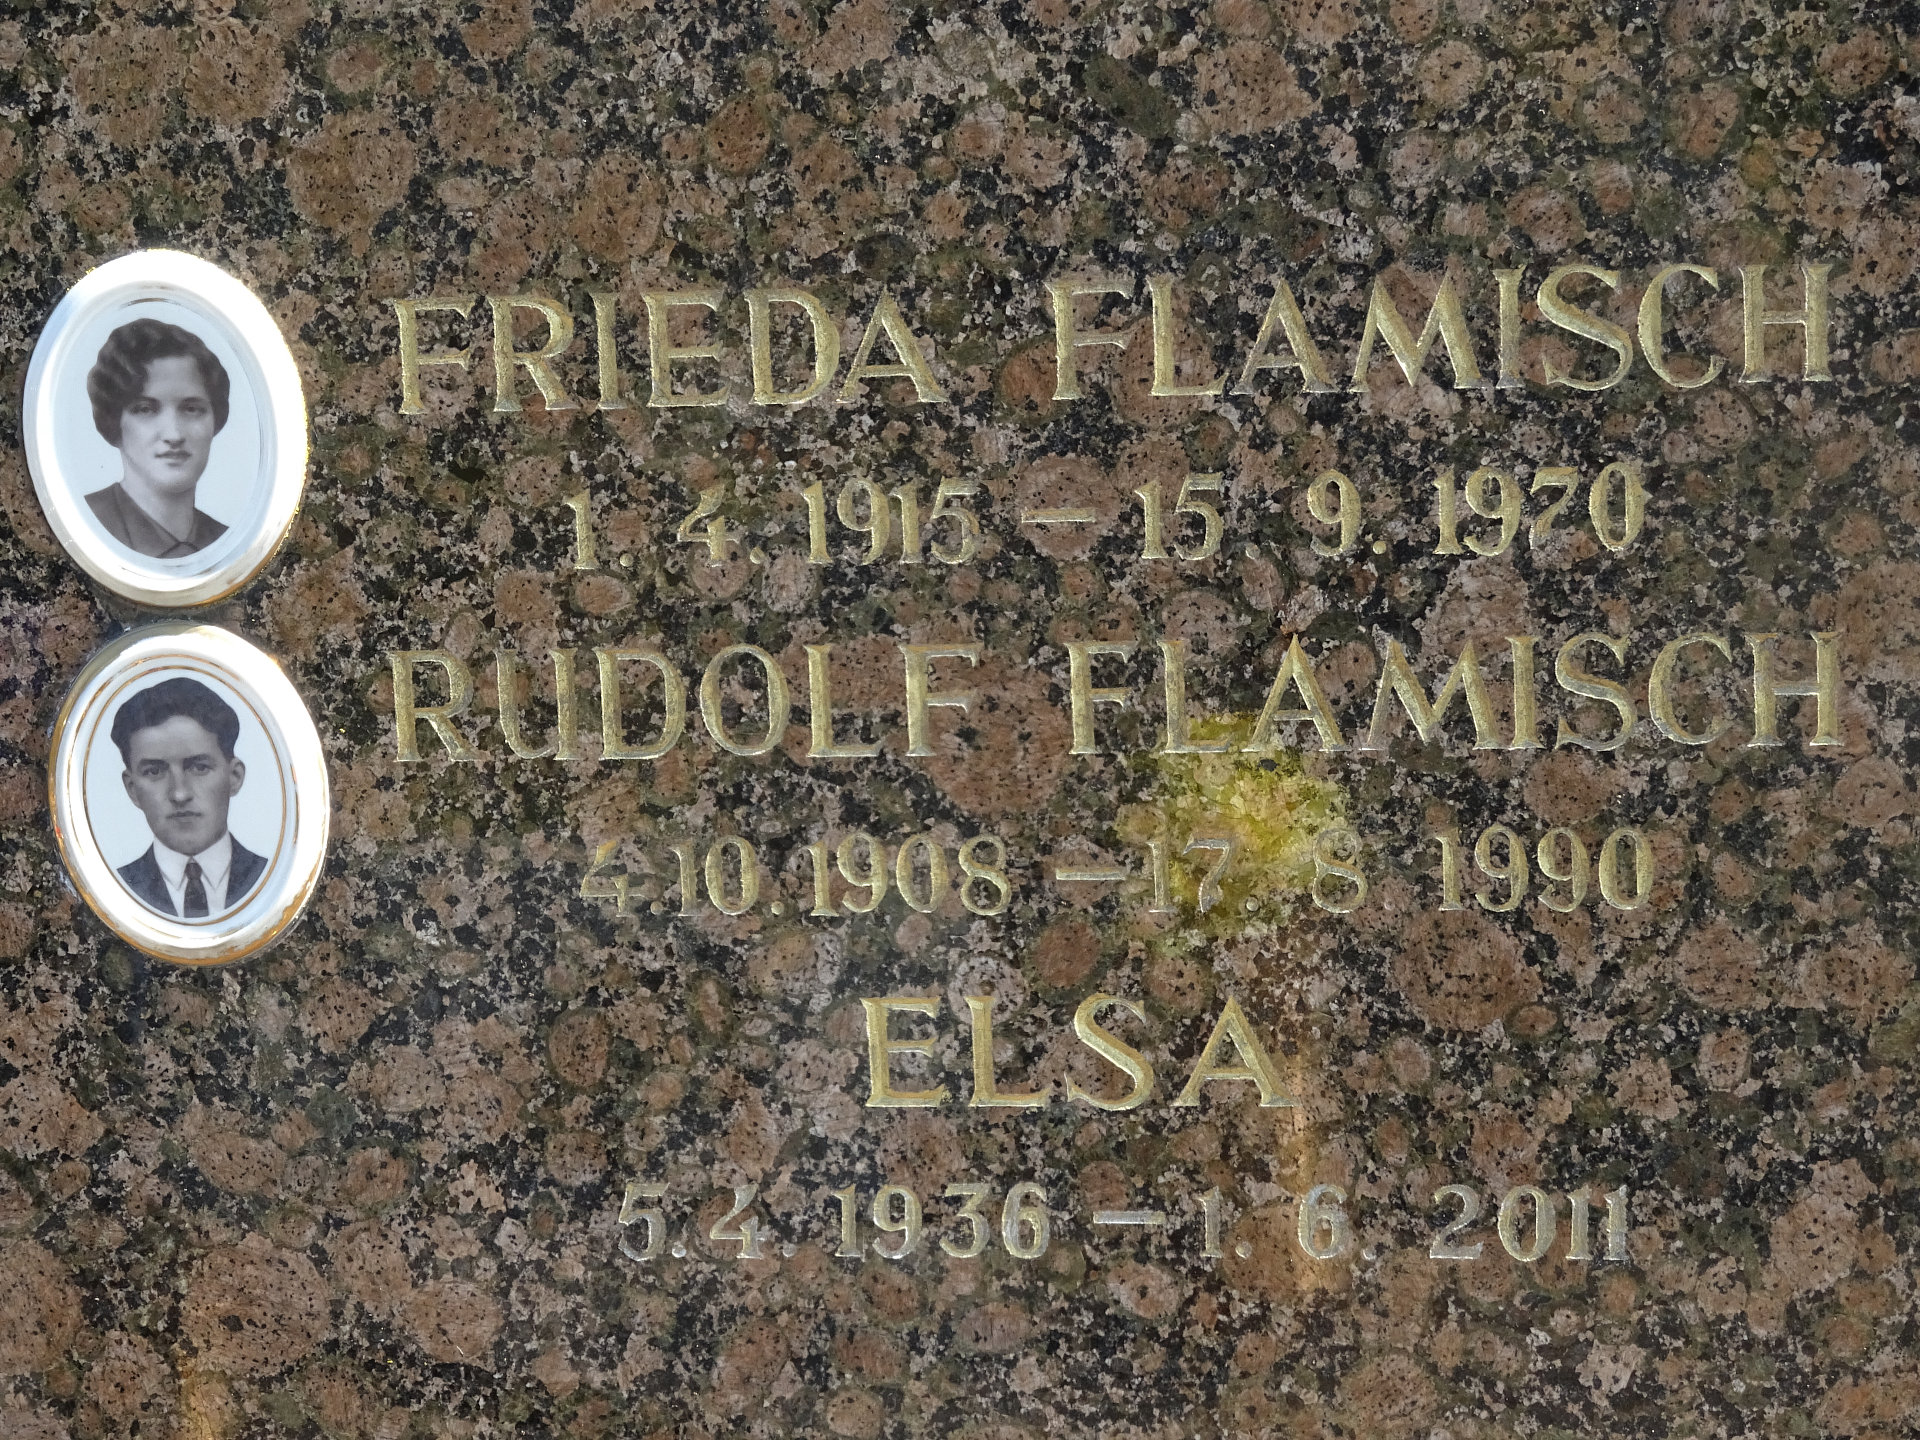 FRIEDA FLAMISCH
1. 4. 1915 — 15. 9. 1970
RUDOLF FLAMISCH
4.10.1908 — 17. 8 1990
ELSA
5.4.1936 — 1. 6. 2011